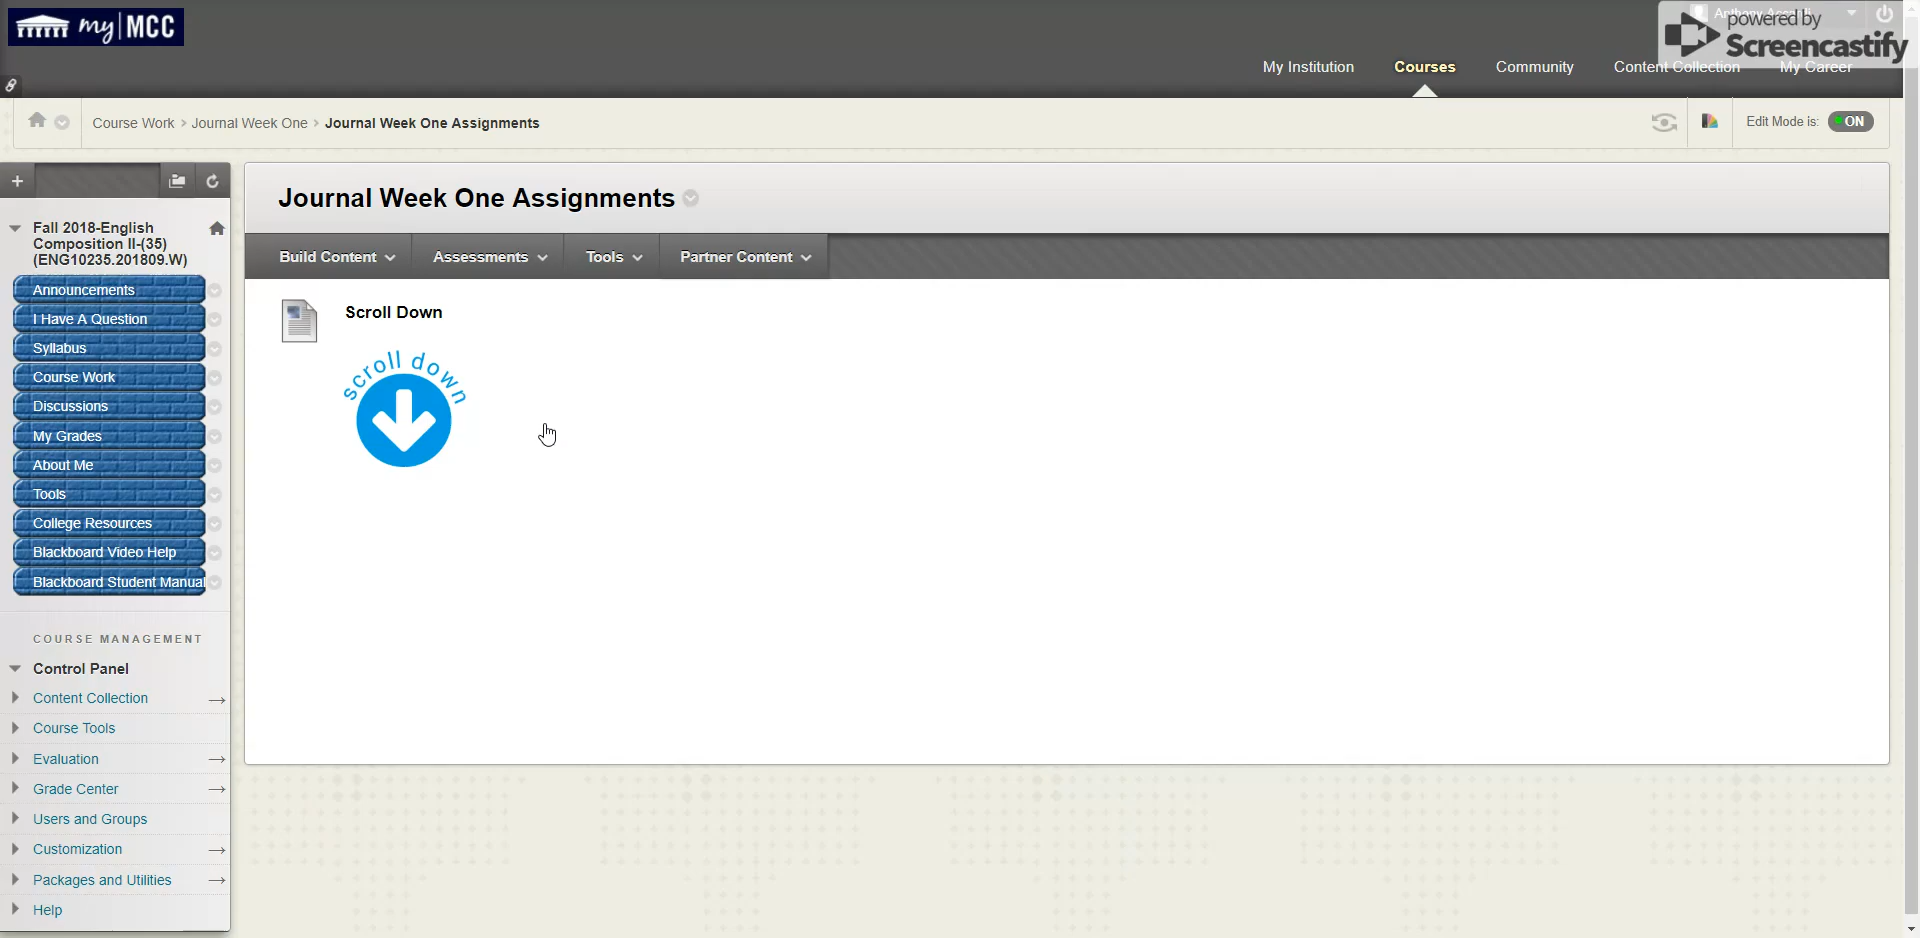 my|MCC
powered by
Screencastify
My Institution
Courses
Community
Content Collection
My Career
Course Work > Journal Week One > Journal Week One Assignments
Edit Mode is:
ON
Journal Week One Assignments
Build Content
Assessments
Tools
Partner Content
Scroll Down
scroll down
Fall 2018-English
Composition II-(35)
(ENG10235.201809.W)
Announcements
I Have A Question
Syllabus
Course Work
Discussions
My Grades
About Me
Tools
College Resources
Blackboard Video Help
Blackboard Student Manual
COURSE MANAGEMENT
Control Panel
Content Collection
Course Tools
Evaluation
Grade Center
Users and Groups
Customization
Packages and Utilities
Help